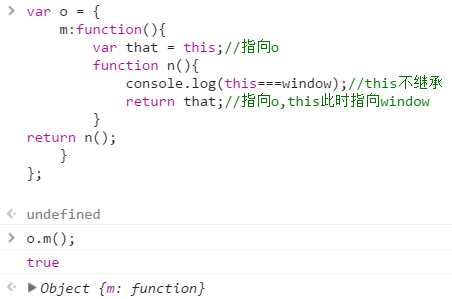 var o = {
    m:function(){
        var that = this;//指向o
        function n(){
            console.log(this===window);//this不继承
            return that;//指向o,this此时指向window
        }
return n();
    }
};
undefined
o.m();
true
Object {m: function}